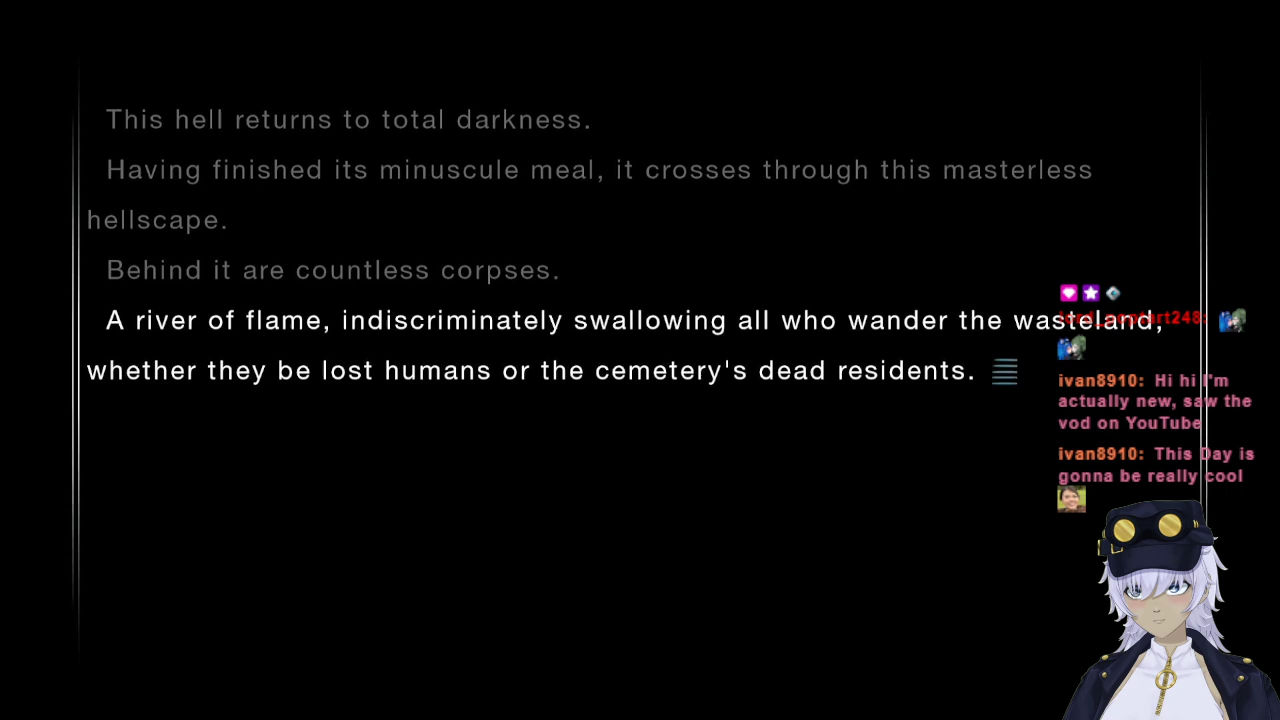 This hell returns to total darkness.
Having finished its minuscule meal, it crosses through this masterless
hellscape.
Behind it are countless corpses.
A river of flame, indiscriminately swallowing all who wander the wasteland,
whether they be lost humans or the cemetery's dead residents.
ivan8910: Hi hi I'm
actually new, saw the
vod on YouTube
ivan8910: This Day is
gonna be really cool